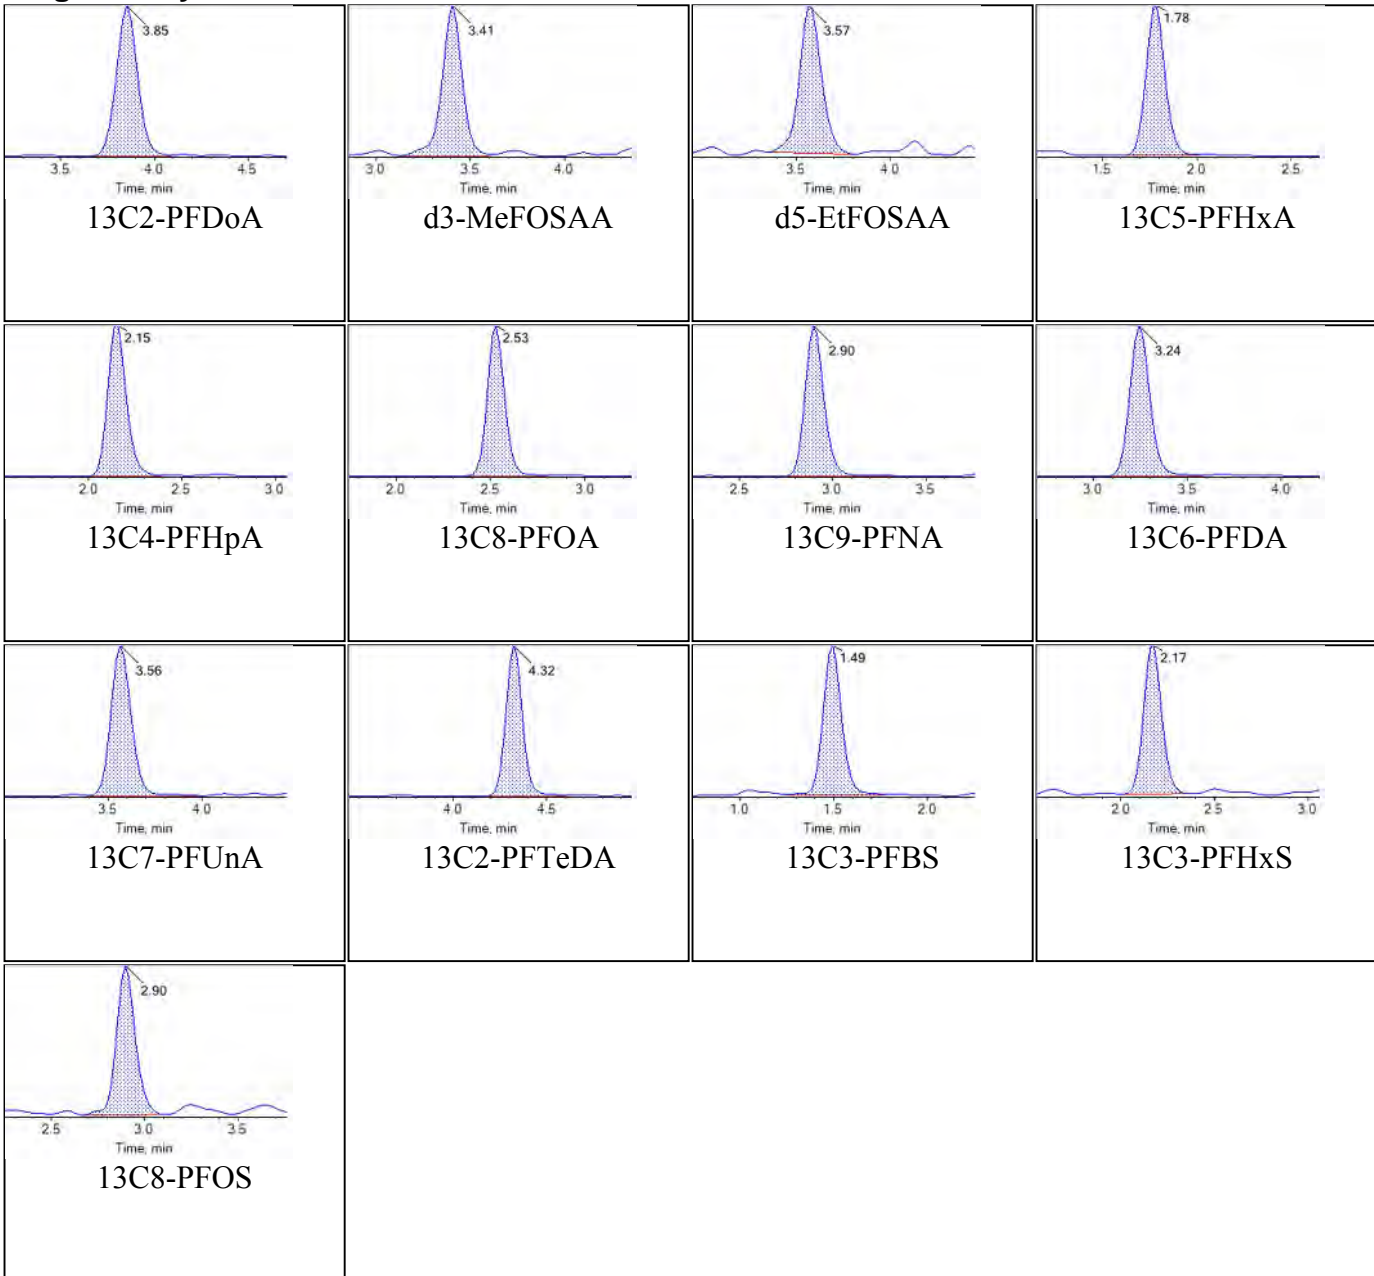 3.85
3.5 4.0 4.5
Time, min
13C2-PFDoA
3.41
3.0 3.5 4.0
Time, min
d3-MeFOSAA
3.57
3.5 4.0
Time, min
d5-EtFOSAA
1.78
1.5 2.0 2.5
Time, min
13C5-PFHxA
2.15
2.0 2.5 3.0
Time, min
13C4-PFHpA
2.53
2.0 2.5 3.0
Time, min
13C8-PFOA
2.90
2.5 3.0 3.5
Time, min
13C9-PFNA
3.24
3.0 3.5 4.0
Time, min
13C6-PFDA
3.56
3.5 4.0
Time, min
13C7-PFUnA
4.32
4.0 4.5
Time, min
13C2-PFTeDA
1.49
1.0 1.5 2.0
Time, min
13C3-PFBS
2.17
2.0 2.5 3.0
Time, min
13C3-PFHxS
2.90
2.5 3.0 3.5
Time, min
13C8-PFOS